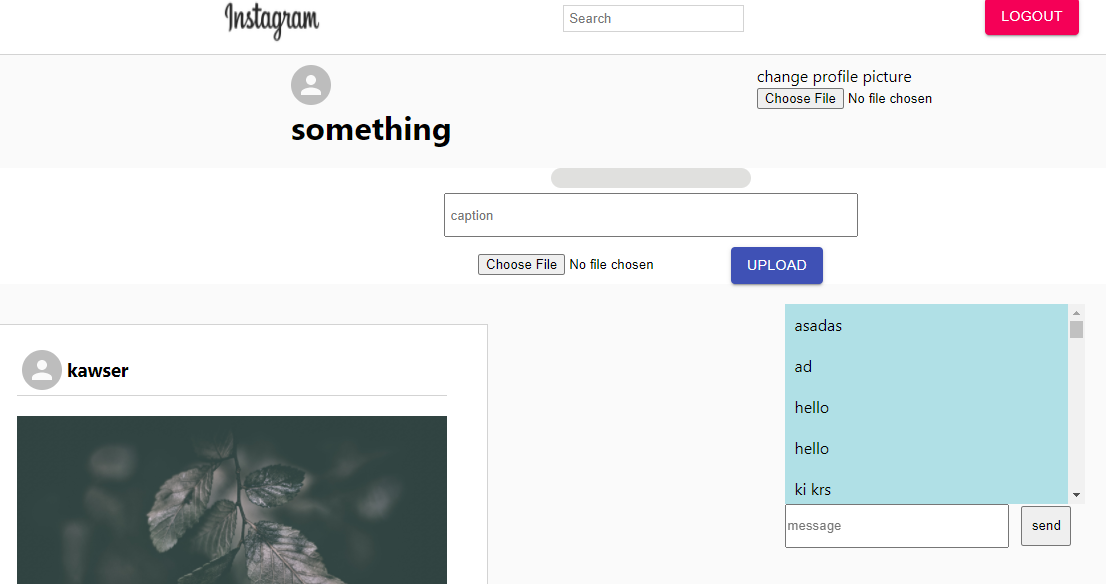 Instagram
Search
LOGOUT
change profile picture
Choose File No file chosen
something
caption
Choose File No file chosen
UPLOAD
kawser
asadas
ad
hello
hello
ki krs
message
send